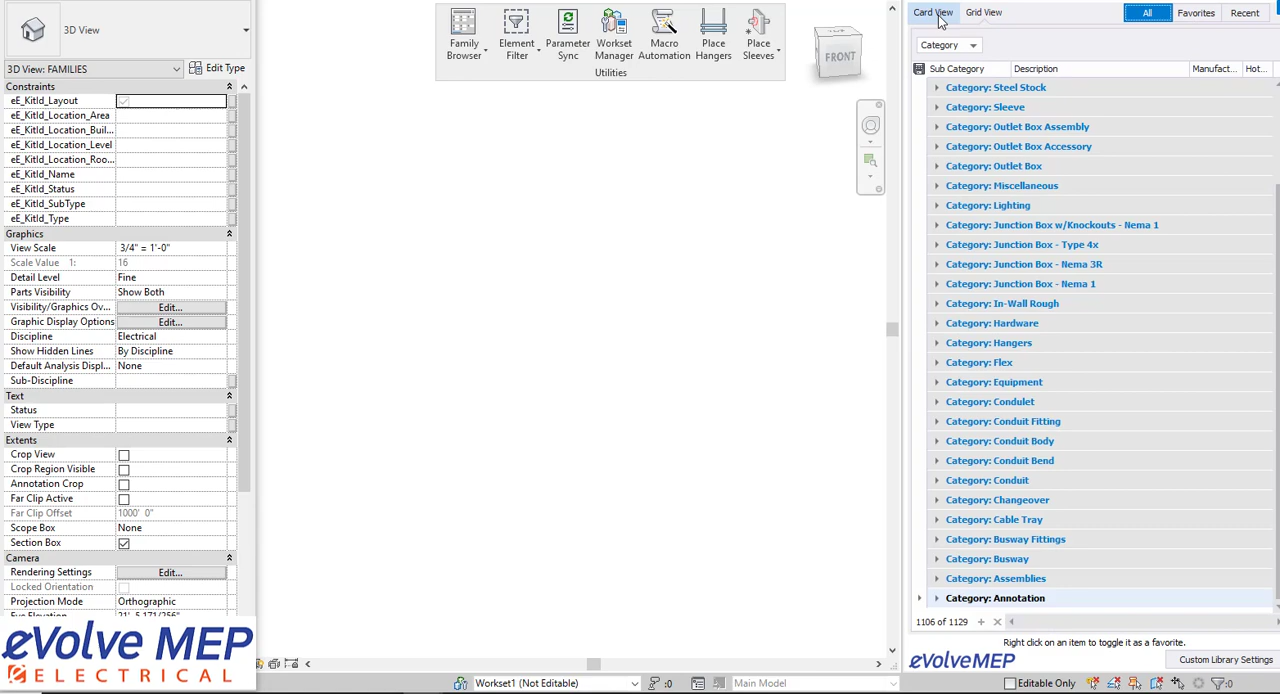 3D View
3D View: FAMILIES
Edit Type
Constraints
eE_KitId_Layout
eE_KitId_Location_Area
eE_KitId_Location_Buil...
eE_KitId_Location_Level
eE_KitId_Location_Roo...
eE_KitId_Name
eE_KitId_Status
eE_KitId_SubType
eE_KitId_Type
Graphics
View Scale 3/4" = 1'-0"
Scale Value 1: 16
Detail Level Fine
Parts Visibility Show Both
Visibility/Graphics Ov... Edit...
Graphic Display Options Edit...
Discipline Electrical
Show Hidden Lines By Discipline
Default Analysis Displ... None
Sub-Discipline
Text
Status
View Type
Extents
Crop View
Crop Region Visible
Annotation Crop
Far Clip Active
Far Clip Offset 1000' 0"
Scope Box None
Section Box
Camera
Rendering Settings Edit...
Locked Orientation
Projection Mode Orthographic
eVolve MEP
ELECTRICAL
Family Browser
Element Filter
Parameter Sync
Workset Manager
Macro Automation
Place Hangers
Place Sleeves
Utilities
FRONT
Card View Grid View All Favorites Recent
Category
Sub Category Description Manufact... Hot...
Category: Steel Stock
Category: Sleeve
Category: Outlet Box Assembly
Category: Outlet Box Accessory
Category: Outlet Box
Category: Miscellaneous
Category: Lighting
Category: Junction Box w/Knockouts - Nema 1
Category: Junction Box - Type 4x
Category: Junction Box - Nema 3R
Category: Junction Box - Nema 1
Category: In-Wall Rough
Category: Hardware
Category: Hangers
Category: Flex
Category: Equipment
Category: Condulet
Category: Conduit Fitting
Category: Conduit Body
Category: Conduit Bend
Category: Conduit
Category: Changeover
Category: Cable Tray
Category: Busway Fittings
Category: Busway
Category: Assemblies
Category: Annotation
1106 of 1129
Right click on an item to toggle it as a favorite.
eVolveMEP
Custom Library Settings
Workset1 (Not Editable) :0 Main Model Editable Only :0